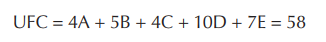 UFC = 4A + 5B + 4C + 10D + 7E = 58